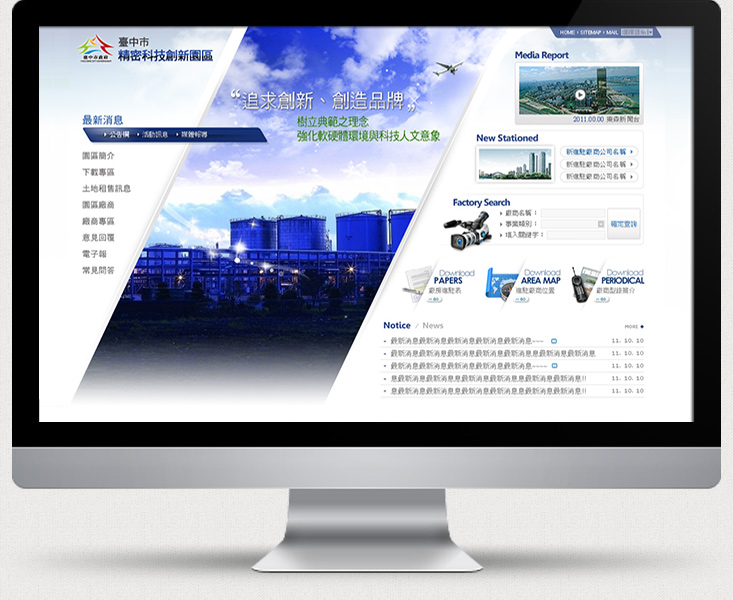 臺中市
精密科技創新園區
臺中市政府
HOME SITEMAP MAIL
Media Report
2011.00.00 東森新聞台
“追求創新、創造品牌„
樹立典範之理念
強化軟硬體環境與科技人文意象
最新消息
公告欄 活動訊息 媒體報導
園區簡介
下載專區
土地租售訊息
園區廠商
廠商專區
意見回覆
電子報
常見問答
New Stationed
新進駐廠商公司名稱
新進駐廠商公司名稱
新進駐廠商公司名稱
Factory Search
廠商名稱：
事業類別：
填入關鍵字：
確定查詢
Download
PAPERS
廠房進駐名
GO
Download
AREA MAP
進駐廠商位置
GO
Download
PERIODICAL
廠商型錄簡介
GO
Notice / News
MORE
最新消息最新消息最新消息最新消息最新消息~~~ 11. 10. 10
最新消息最新消息最新消息最新消息息最新消息最新消息 11. 10. 10
最新消息最新消息最新消息最新消息最新消息~~~~ 11. 10. 10
息最新消息最新消息最新消息最新消息最新消息最新消息!! 11. 10. 10
息最新消息最新消息最新消息最新消息最新消息最新消息!! 11. 10. 10